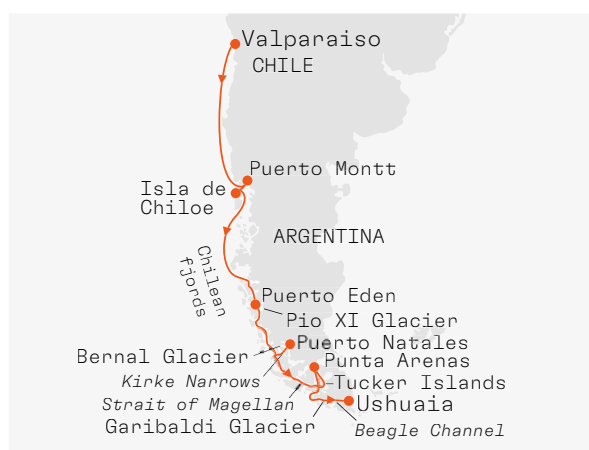 Valparaiso
CHILE
Puerto Montt
Isla de
Chiloe
ARGENTINA
Chilean
fjords
Puerto Eden
Pio XI Glacier
Puerto Natales
Bernal Glacier
Punta Arenas
Kirke Narrows
Tucker Islands
Strait of Magellan
Ushuaia
Garibaldi Glacier
Beagle Channel